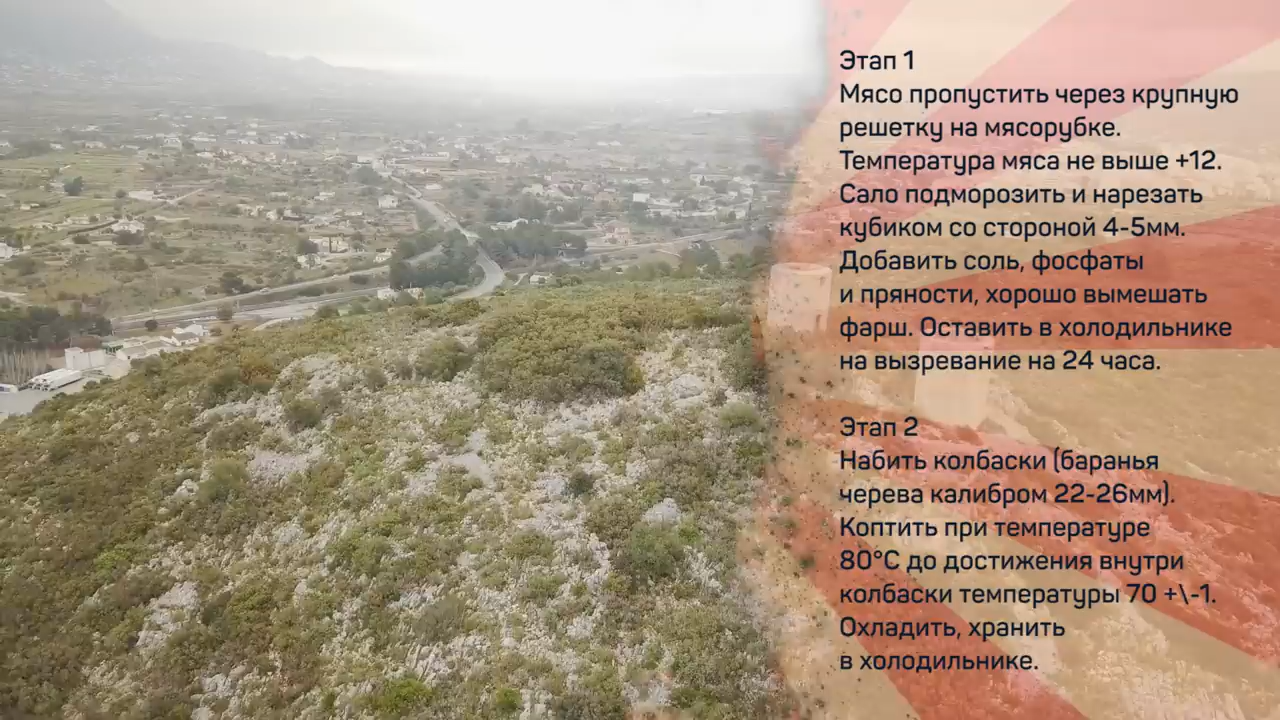 Этап 1
Мясо пропустить через крупную
решетку на мясорубке.
Температура мяса не выше +12.
Сало подморозить и нарезать
кубиком со стороной 4-5мм.
Добавить соль, фосфаты
и пряности, хорошо вымешать
фарш. Оставить в холодильнике
на вызревание на 24 часа.
Этап 2
Набить колбаски (баранья
черева калибром 22-26мм).
Коптить при температуре
80°C до достижения внутри
колбаски температуры 70 +\-1.
Охладить, хранить
в холодильнике.